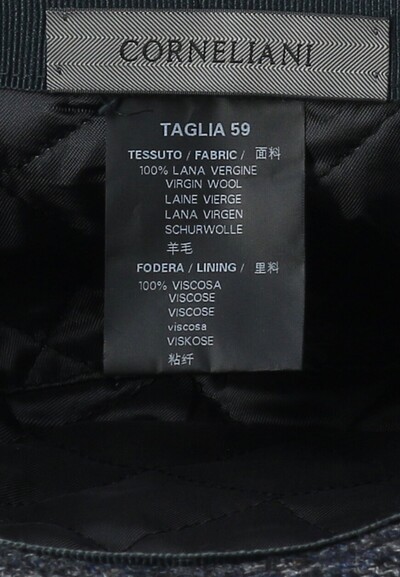 CORNELIANI
TAGLIA 59
TESSUTO / FABRIC / 面料
100% LANA VERGINE
VIRGIN WOOL
LAINE VIERGE
LANA VIRGEN
SCHURWOLLE
羊毛
FODERA / LINING / 里料
100% VISCOSA
VISCOSE
VISCOSE
viscosa
VISKOSE
粘纤